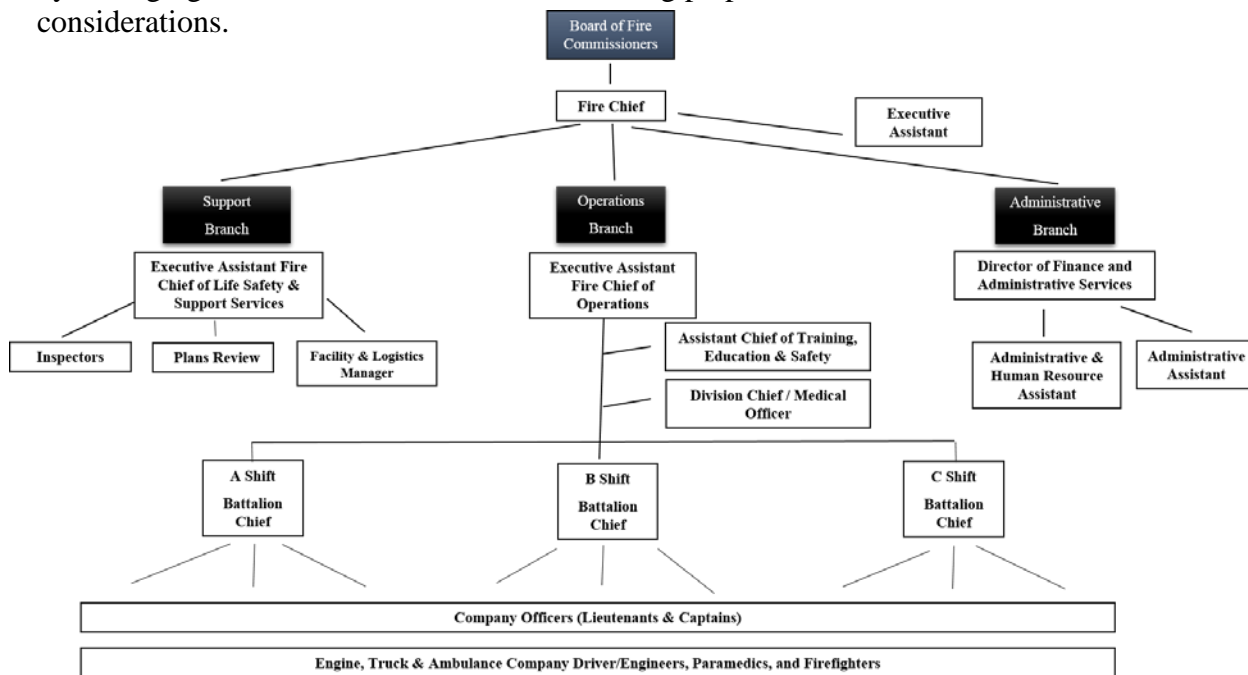 considerations.
Board of Fire
Commissioners
Fire Chief
Executive
Assistant
Support
Branch
Operations
Branch
Administrative
Branch
Executive Assistant Fire
Chief of Life Safety &
Support Services
Executive Assistant
Fire Chief of
Operations
Director of Finance and
Administrative Services
Inspectors
Plans Review
Facility & Logistics
Manager
Assistant Chief of Training,
Education & Safety
Administrative &
Human Resource
Assistant
Administrative
Assistant
Division Chief / Medical
Officer
A Shift
Battalion
Chief
B Shift
Battalion
Chief
C Shift
Battalion
Chief
Company Officers (Lieutenants & Captains)
Engine, Truck & Ambulance Company Driver/Engineers, Paramedics, and Firefighters